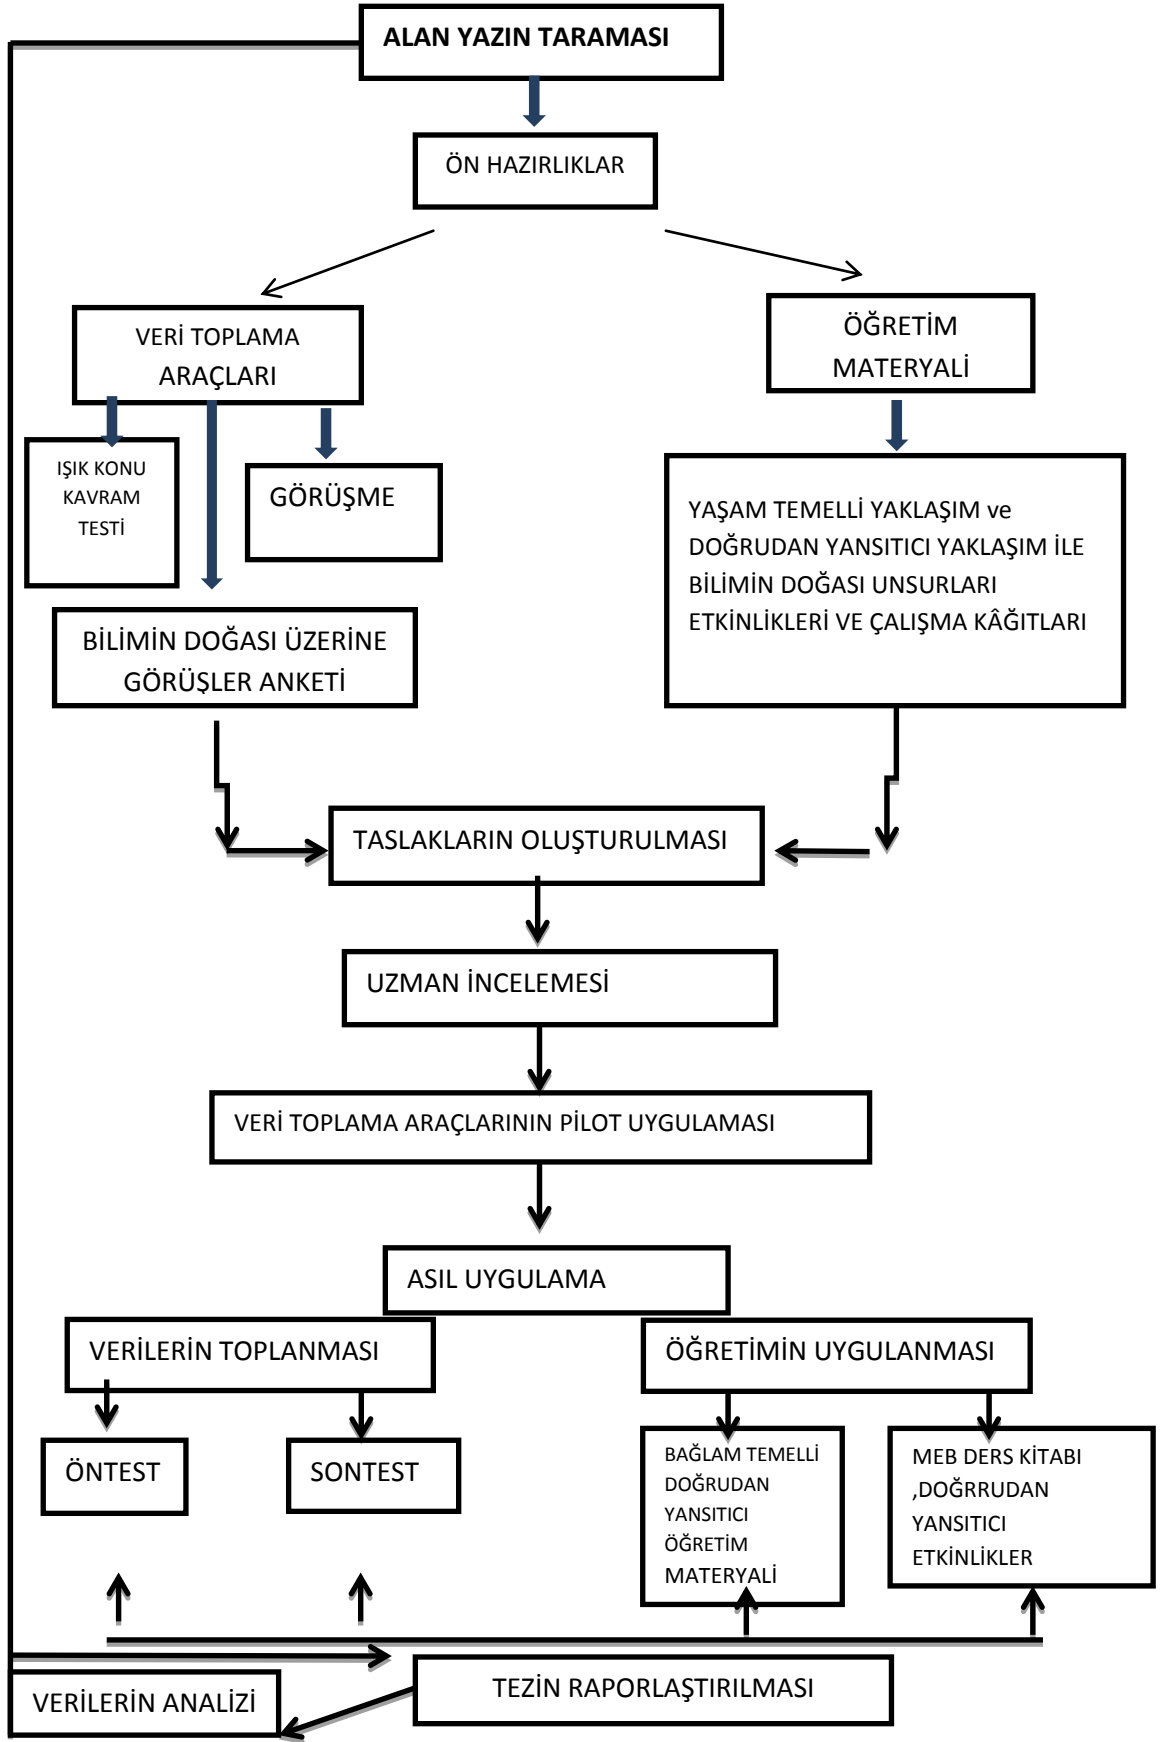 ALAN YAZIN TARAMASI
ÖN HAZIRLIKLAR
VERİ TOPLAMA
ARAÇLARI
ÖĞRETİM
MATERYALİ
IŞIK KONU
KAVRAM
TESTİ
GÖRÜŞME
YAŞAM TEMELLİ YAKLAŞIM ve
DOĞRUDAN YANSITICI YAKLAŞIM İLE
BİLİMİN DOĞASI UNSURLARI
ETKİNLİKLERİ VE ÇALIŞMA KÂĞITLARI
BİLİMİN DOĞASI ÜZERİNE
GÖRÜŞLER ANKETİ
TASLAKLARIN OLUŞTURULMASI
UZMAN İNCELEMESİ
VERİ TOPLAMA ARAÇLARININ PİLOT UYGULAMASI
ASIL UYGULAMA
VERİLERİN TOPLANMASI
ÖĞRETİMİN UYGULANMASI
ÖNTEST
SONTEST
BAĞLAM TEMELLİ
DOĞRUDAN
YANSITICI
ÖĞRETİM
MATERYALİ
MEB DERS KİTABI
,DOĞRRUDAN
YANSITICI
ETKİNLİKLER
VERİLERİN ANALİZİ
TEZİN RAPORLAŞTIRILMASI